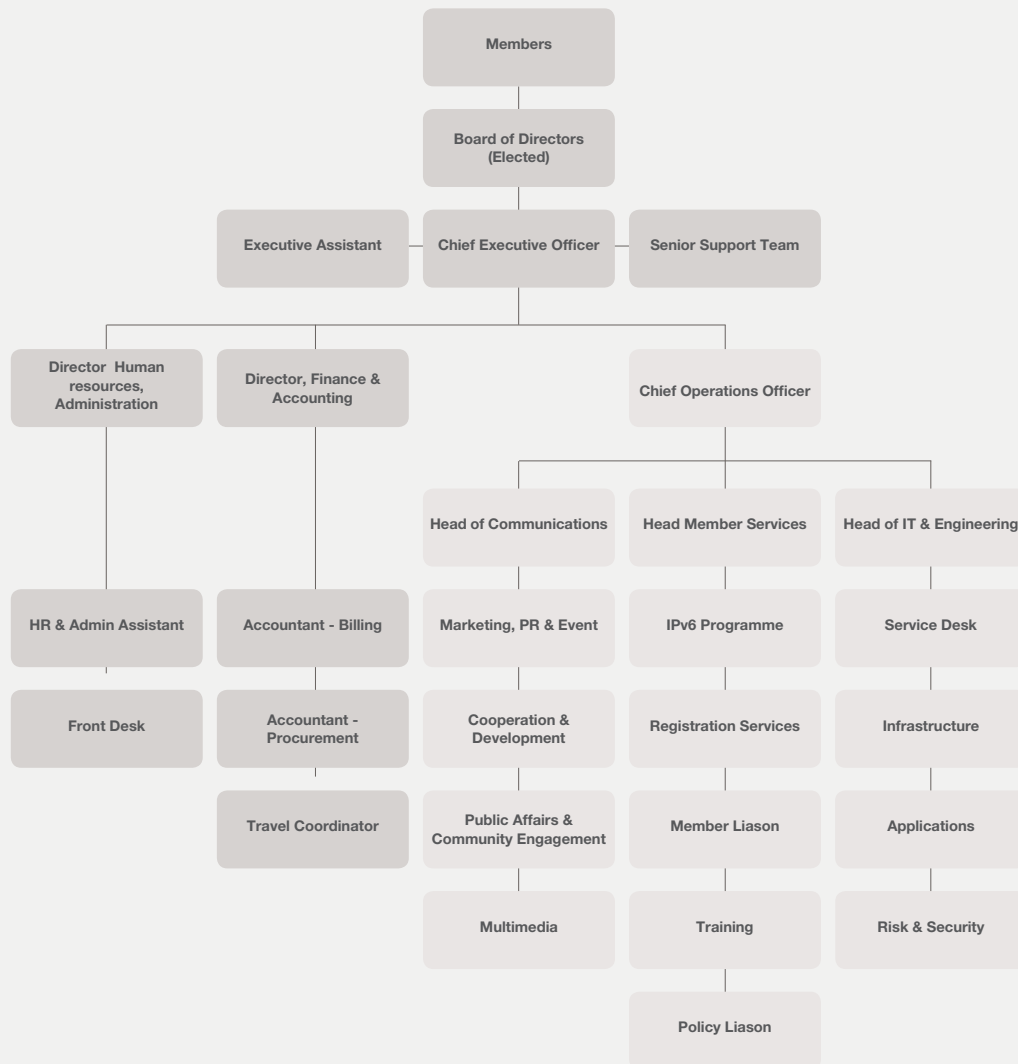 Members
Board of Directors
(Elected)
Executive Assistant
Chief Executive Officer
Senior Support Team
Director  Human
resources,
Administration
Director, Finance &
Accounting
Chief Operations Officer
Head of Communications
Head Member Services
Head of IT & Engineering
HR & Admin Assistant
Accountant - Billing
Marketing, PR & Event
IPv6 Programme
Service Desk
Front Desk
Accountant -
Procurement
Cooperation &
Development
Registration Services
Infrastructure
Travel Coordinator
Public Affairs &
Community Engagement
Member Liason
Applications
Multimedia
Training
Risk & Security
Policy Liason